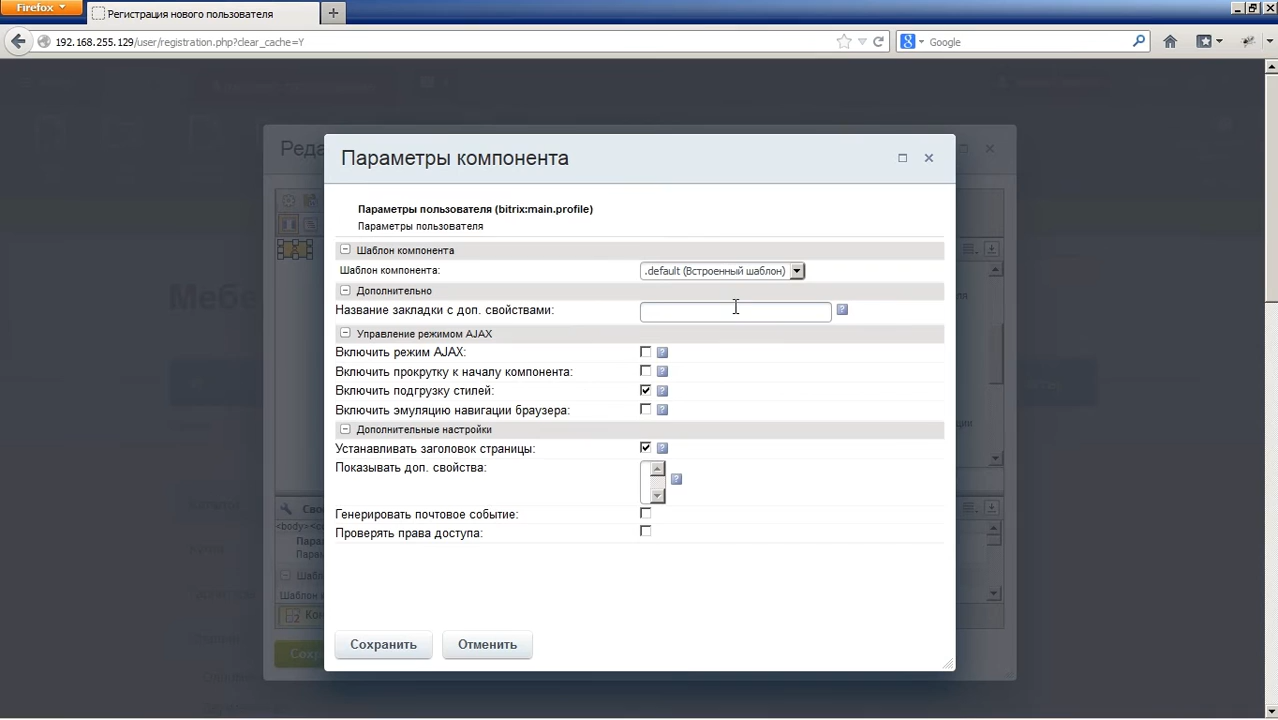 Firefox
Регистрация нового пользователя
192.168.255.129/user/registration.php?clear_cache=Y
Google
Параметры компонента
Параметры пользователя (bitrix:main.profile)
Параметры пользователя
Шаблон компонента
Шаблон компонента: .default (Встроенный шаблон)
Дополнительно
Название закладки с доп. свойствами:
Управление режимом AJAX
Включить режим AJAX:
Включить прокрутку к началу компонента:
Включить подгрузку стилей:
Включить эмуляцию навигации браузера:
Дополнительные настройки
Устанавливать заголовок страницы:
Показывать доп. свойства:
Генерировать почтовое событие:
Проверять права доступа:
Сохранить Отменить